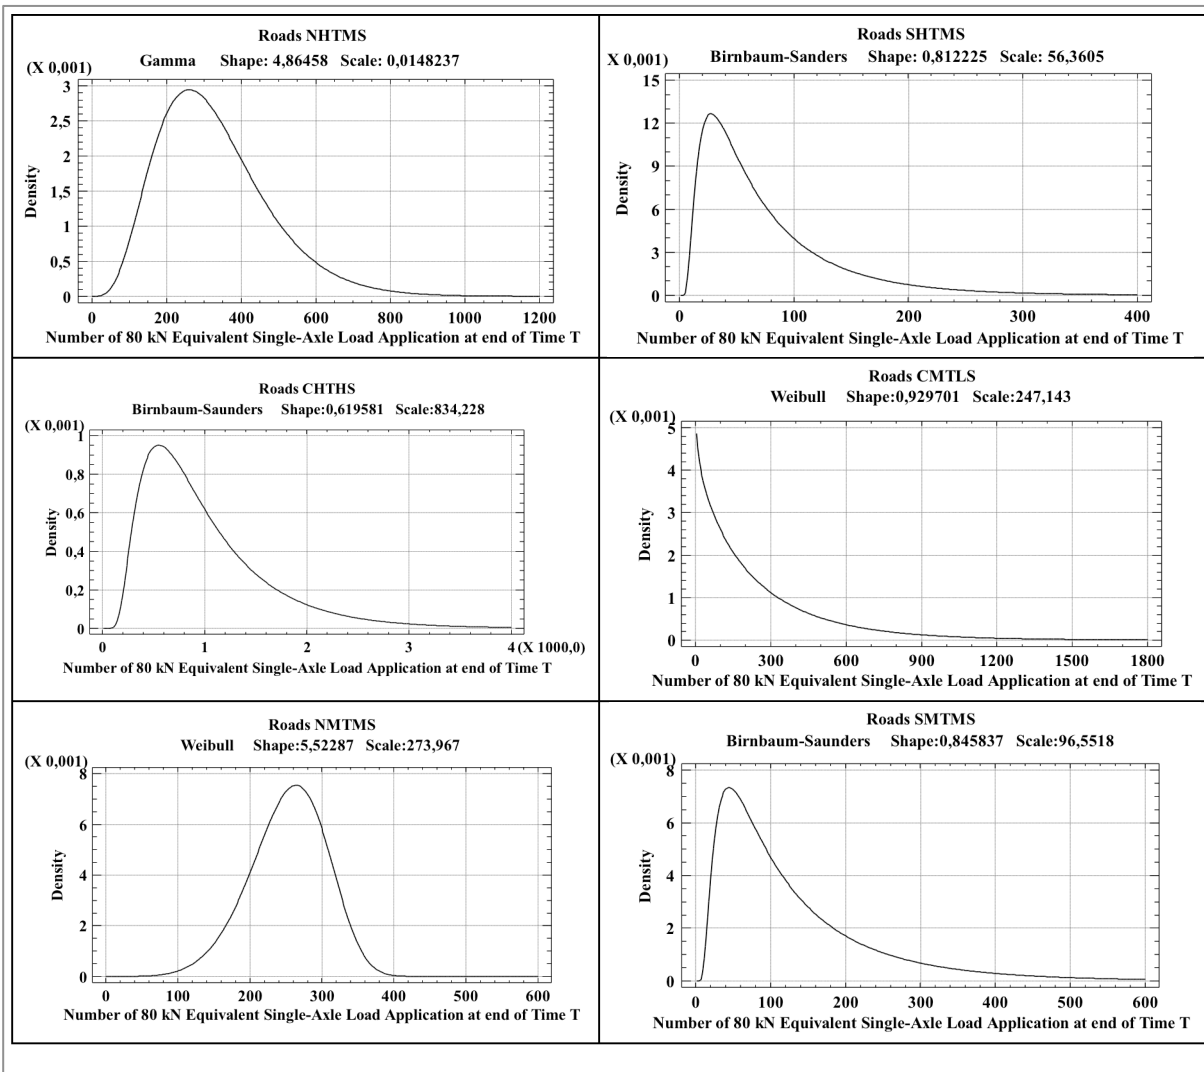 Roads NHTMS
Gamma Shape: 4,86458 Scale: 0,0148237
(X 0,001)
3
2,5
2
1,5
1
0,5
0
Density
0 200 400 600 800 1000 1200
Number of 80 kN Equivalent Single-Axle Load Application at end of Time T
Roads SHTMS
Birnbaum-Sanders Shape: 0,812225 Scale: 56,3605
X 0,001)
15
12
9
6
3
0
Density
0 100 200 300 400
Number of 80 kN Equivalent Single-Axle Load Application at end of Time T
Roads CHTHS
Birnbaum-Saunders Shape:0,619581 Scale:834,228
(X 0,001)
1
0,8
0,6
0,4
0,2
0
Density
0 1 2 3 4 (X 1000,0)
Number of 80 kN Equivalent Single-Axle Load Application at end of Time T
Roads CMTLS
Weibull Shape:0,929701 Scale:247,143
(X 0,001)
5
4
3
2
1
0
Density
0 300 600 900 1200 1500 1800
Number of 80 kN Equivalent Single-Axle Load Application at end of Time T
Roads NMTMS
Weibull Shape:5,52287 Scale:273,967
(X 0,001)
8
6
4
2
0
Density
0 100 200 300 400 500 600
Number of 80 kN Equivalent Single-Axle Load Application at end of Time T
Roads SMTMS
Birnbaum-Saunders Shape:0,845837 Scale:96,5518
(X 0,001)
8
6
4
2
0
Density
0 100 200 300 400 500 600
Number of 80 kN Equivalent Single-Axle Load Application at end of Time T